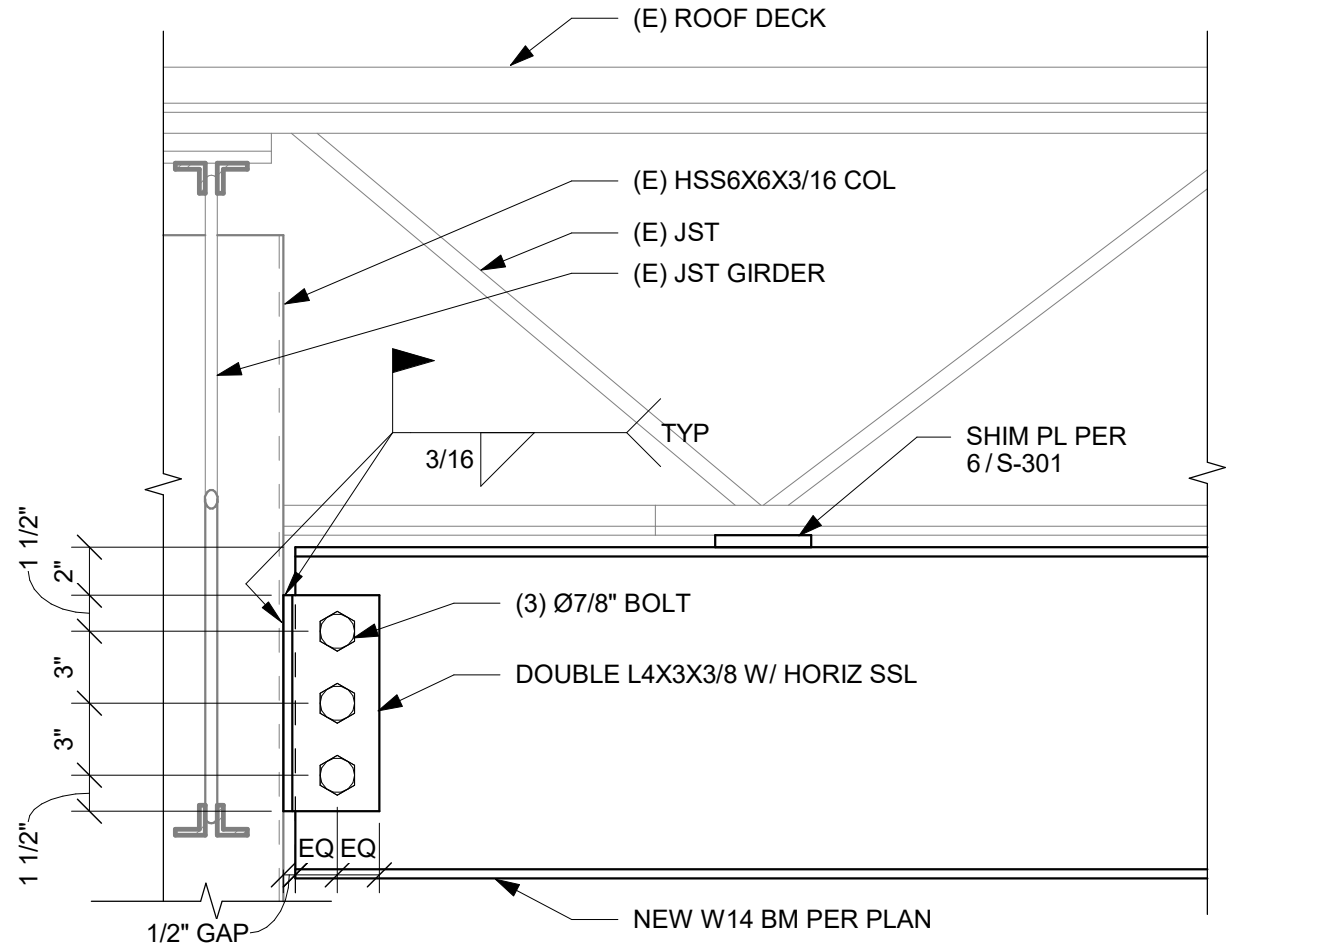 (E) ROOF DECK
(E) HSS6X6X3/16 COL
(E) JST
(E) JST GIRDER
TYP
3/16
SHIM PL PER
6/S-301
1 1/2"
2"
(3) Ø7/8" BOLT
3"
DOUBLE L4X3X3/8 W/ HORIZ SSL
3"
1 1/2"
EQ EQ
1/2" GAP
NEW W14 BM PER PLAN